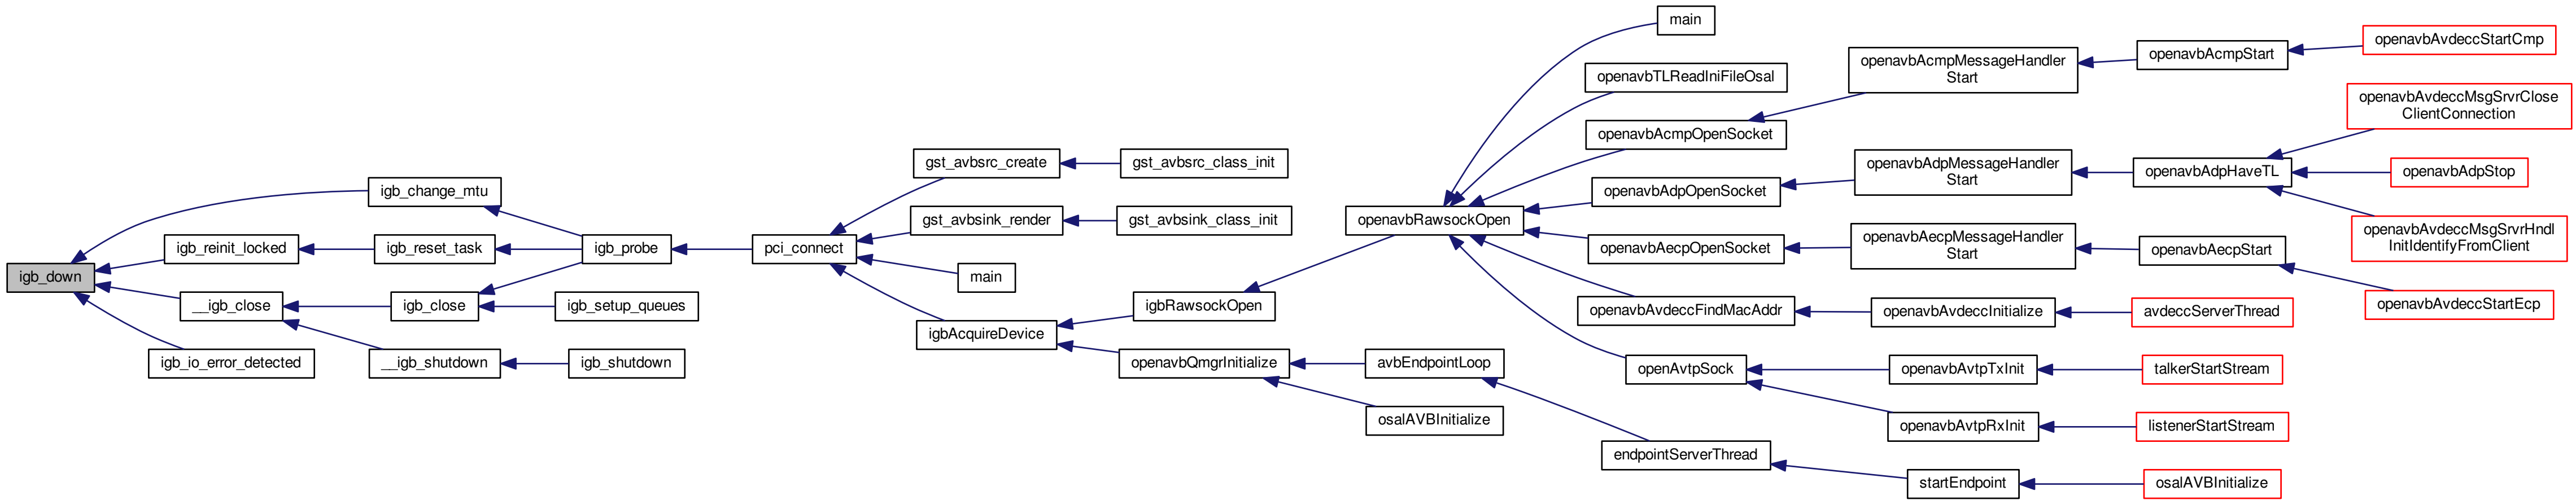 igb_down
igb_change_mtu
igb_reinit_locked
__igb_close
igb_io_error_detected
igb_reset_task
igb_close
__igb_shutdown
igb_probe
igb_setup_queues
igb_shutdown
pci_connect
gst_avbsrc_create
gst_avbsink_render
main
igbAcquireDevice
gst_avbsrc_class_init
gst_avbsink_class_init
igbRawsockOpen
openavbQmgrInitialize
openavbRawsockOpen
avbEndpointLoop
osalAVBInitialize
main
openavbTLReadIniFileOsal
openavbAcmpOpenSocket
openavbAdpOpenSocket
openavbAecpOpenSocket
openavbAvdeccFindMacAddr
openAvtpSock
endpointServerThread
openavbAcmpMessageHandler
Start
openavbAdpMessageHandler
Start
openavbAecpMessageHandler
Start
openavbAvdeccInitialize
openavbAvtpTxInit
openavbAvtpRxInit
startEndpoint
openavbAcmpStart
openavbAdpHaveTL
openavbAecpStart
avdeccServerThread
talkerStartStream
listenerStartStream
osalAVBInitialize
openavbAvdeccStartCmp
openavbAvdeccMsgSrvrClose
ClientConnection
openavbAdpStop
openavbAvdeccMsgSrvrHndl
InitIdentifyFromClient
openavbAvdeccStartEcp